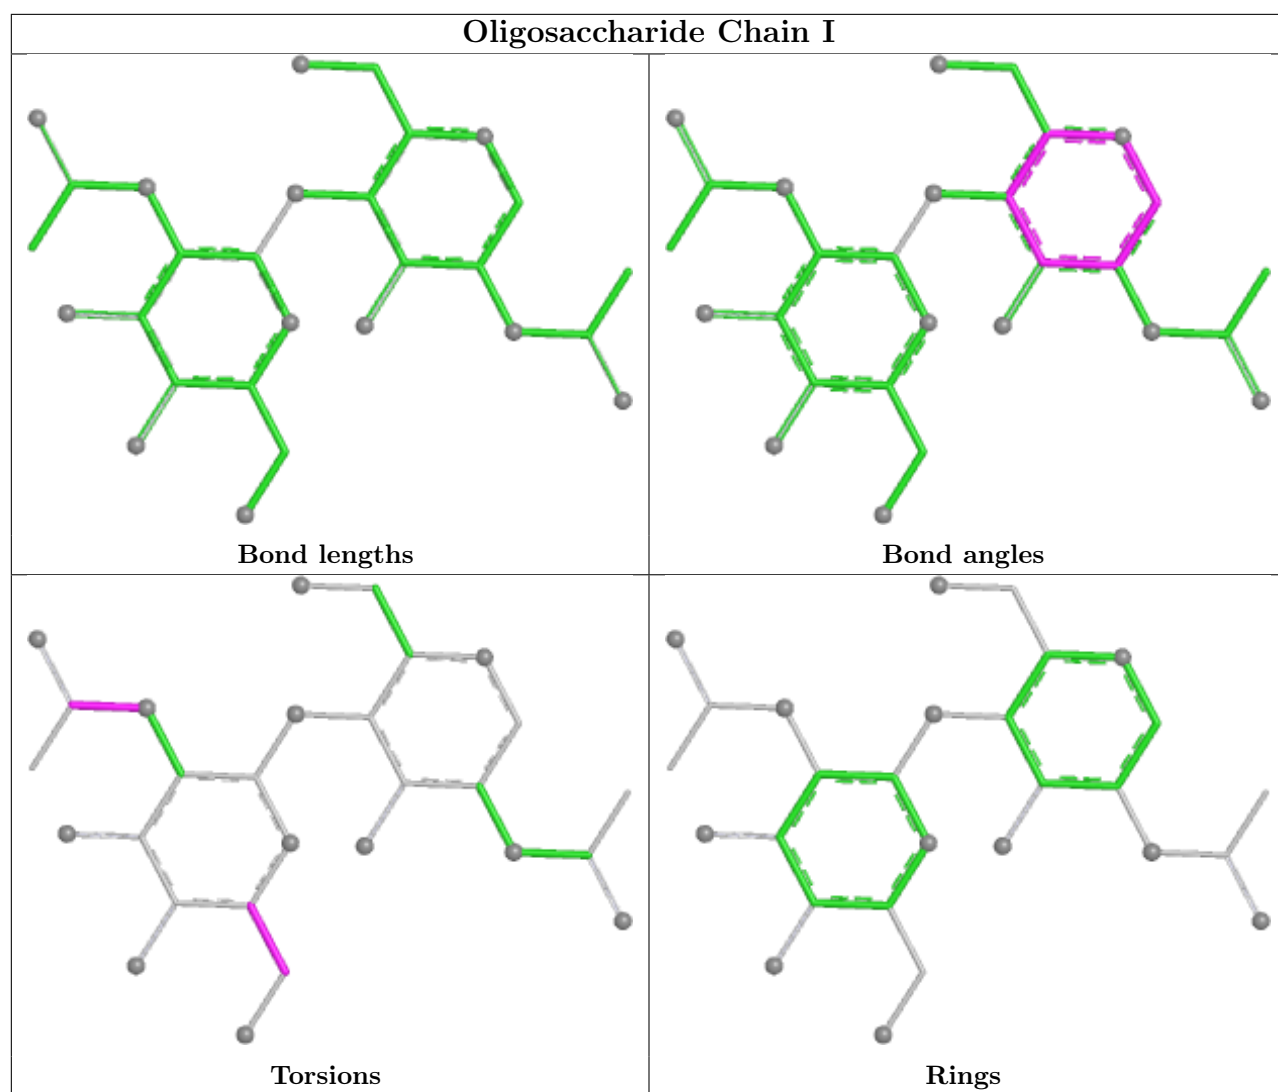 Oligosaccharide Chain I
Bond lengths
Bond angles
Torsions
Rings